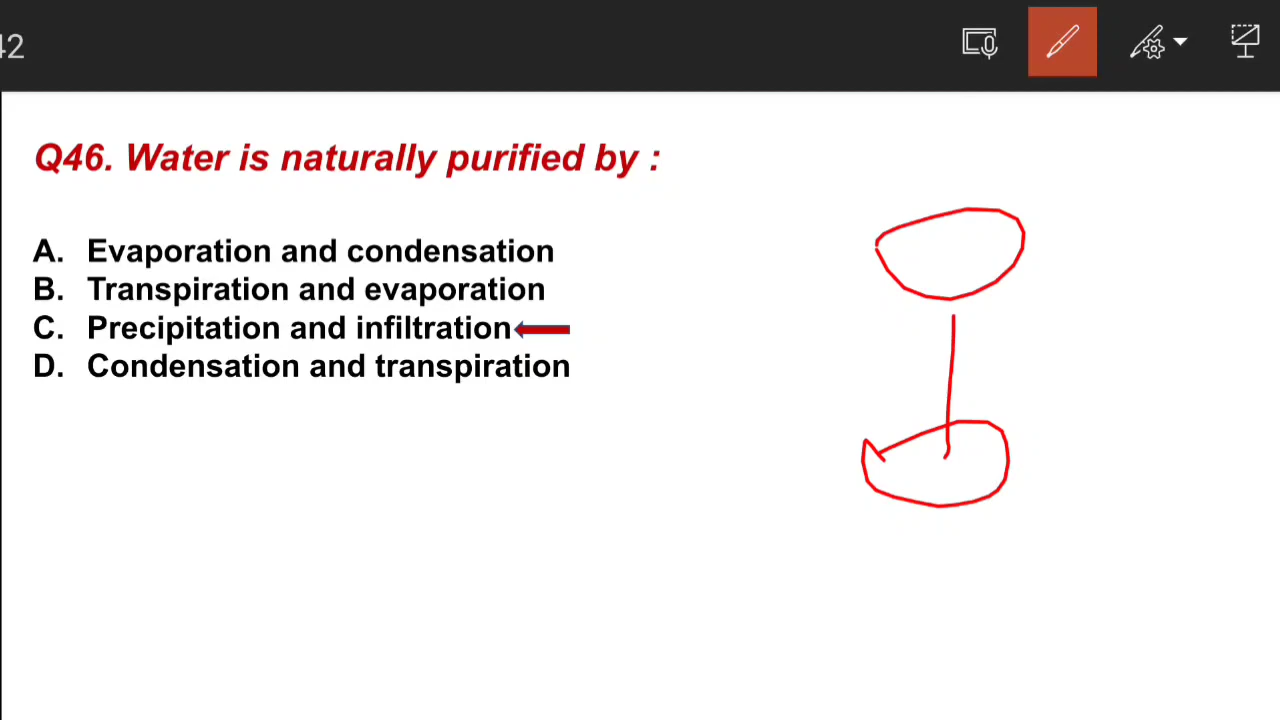 42
Q46. Water is naturally purified by :
A. Evaporation and condensation
B. Transpiration and evaporation
C. Precipitation and infiltration
D. Condensation and transpiration